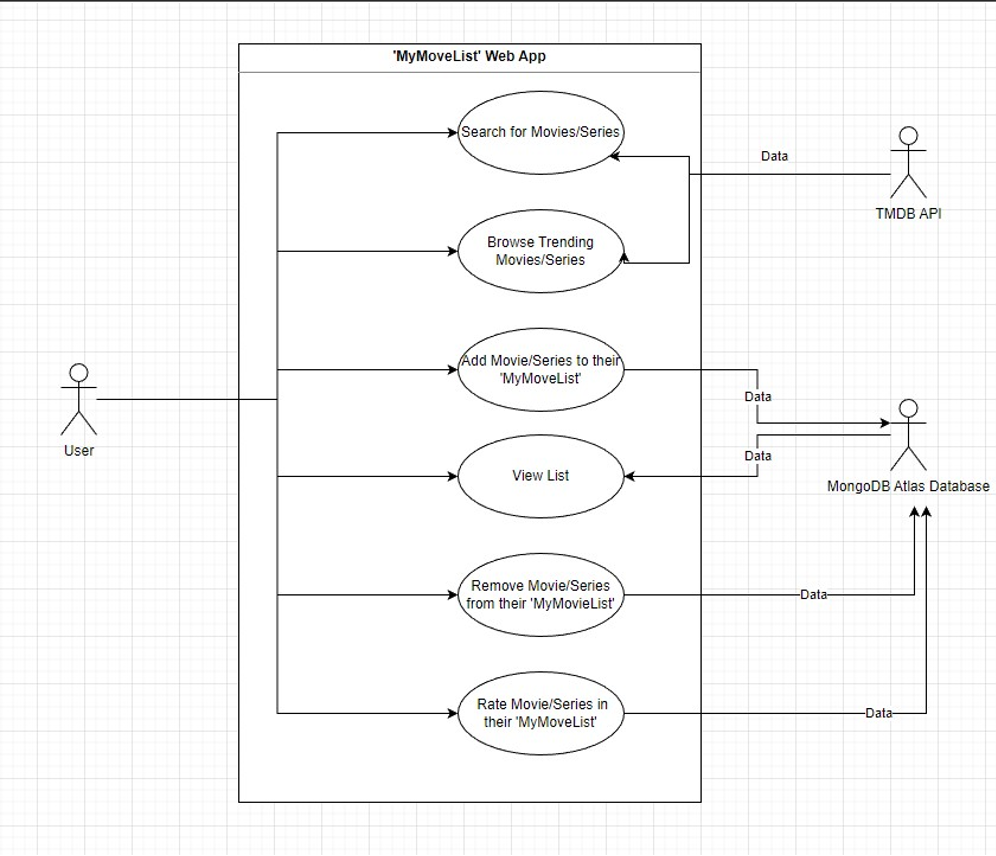 'MyMoveList' Web App
Search for Movies/Series
Data
TMDB API
Browse Trending
Movies/Series
Add Movie/Series to their
'MyMoveList'
Data
User
Data
View List
MongoDB Atlas Database
Remove Movie/Series
from their 'MyMovieList'
Data
Rate Movie/Series in
their 'MyMoveList'
Data